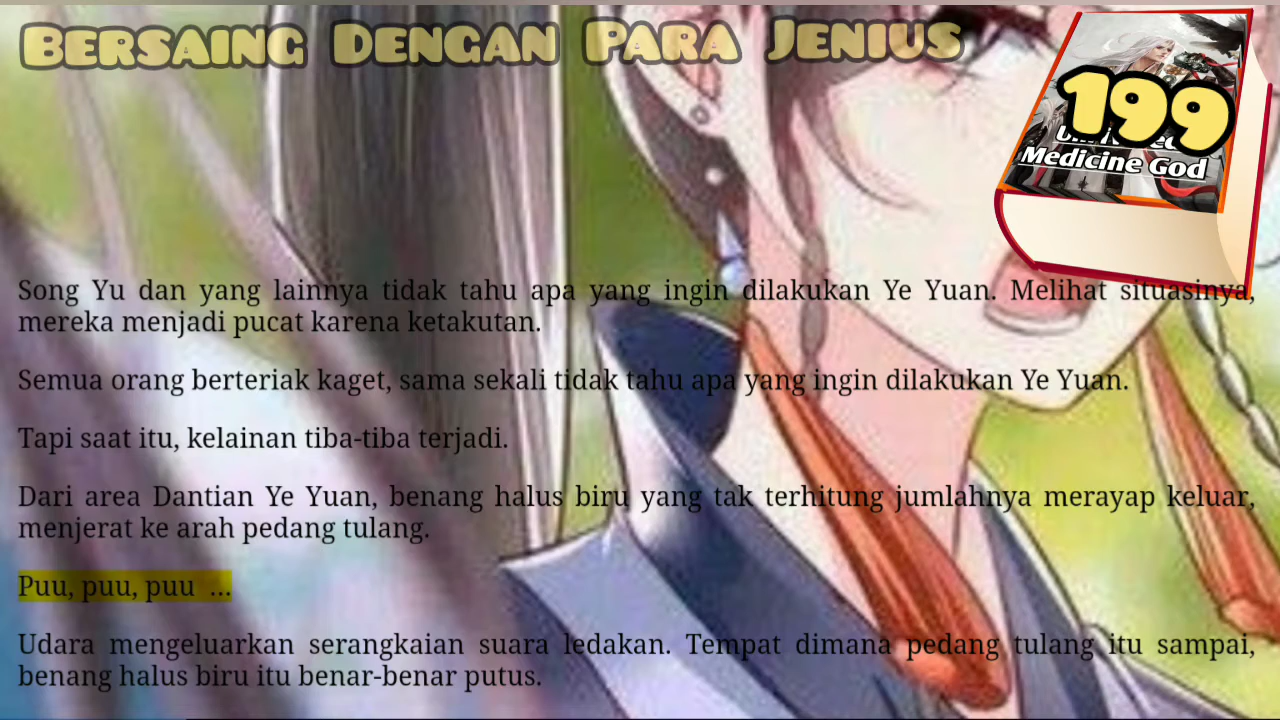 Bersaing Dengan Para Jenius
199
Medicine God
Song Yu dan yang lainnya tidak tahu apa yang ingin dilakukan Ye Yuan. Melihat situasinya,
mereka menjadi pucat karena ketakutan.
Semua orang berteriak kaget, sama sekali tidak tahu apa yang ingin dilakukan Ye Yuan.
Tapi saat itu, kelainan tiba-tiba terjadi.
Dari area Dantian Ye Yuan, benang halus biru yang tak terhitung jumlahnya merayap keluar,
menjerat ke arah pedang tulang.
Puu, puu, puu ...
Udara mengeluarkan serangkaian suara ledakan. Tempat dimana pedang tulang itu sampai,
benang halus biru itu benar-benar putus.